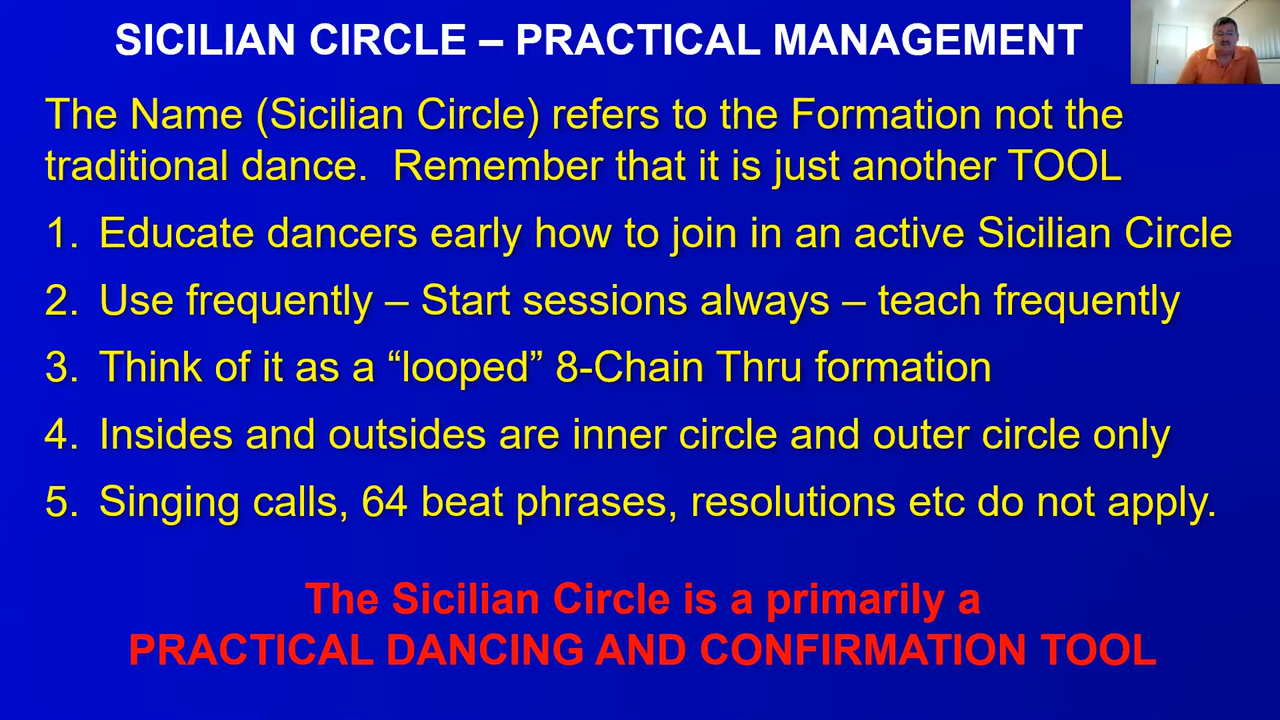 SICILIAN CIRCLE – PRACTICAL MANAGEMENT
The Name (Sicilian Circle) refers to the Formation not the
traditional dance.  Remember that it is just another TOOL
1. Educate dancers early how to join in an active Sicilian Circle
2. Use frequently – Start sessions always – teach frequently
3. Think of it as a “looped” 8-Chain Thru formation
4. Insides and outsides are inner circle and outer circle only
5. Singing calls, 64 beat phrases, resolutions etc do not apply.
The Sicilian Circle is a primarily a
PRACTICAL DANCING AND CONFIRMATION TOOL